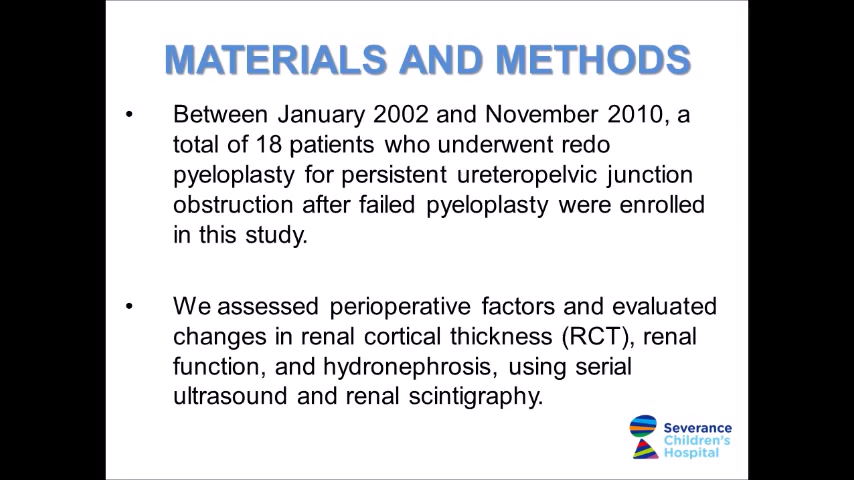 MATERIALS AND METHODS
• Between January 2002 and November 2010, a
total of 18 patients who underwent redo
pyeloplasty for persistent ureteropelvic junction
obstruction after failed pyeloplasty were enrolled
in this study.
• We assessed perioperative factors and evaluated
changes in renal cortical thickness (RCT), renal
function, and hydronephrosis, using serial
ultrasound and renal scintigraphy.
Severance
Children's
Hospital